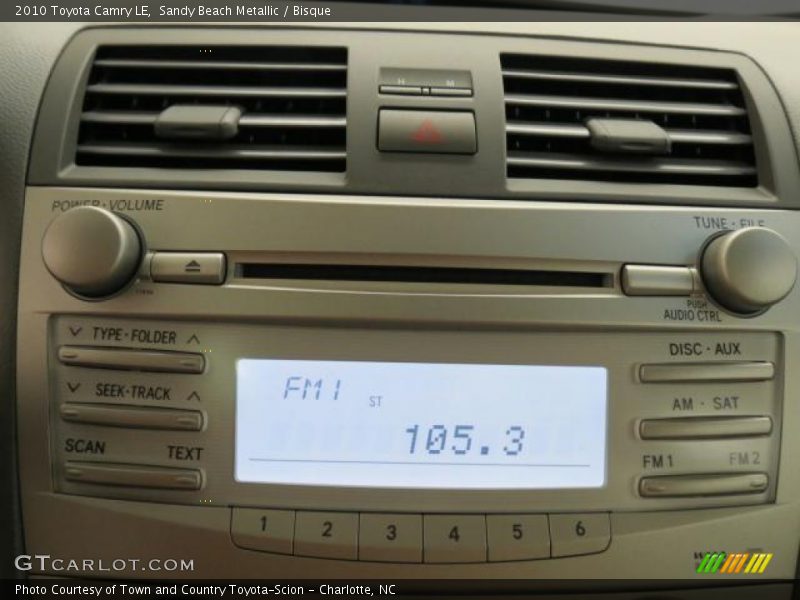 2010 Toyota Camry LE,  Sandy Beach Metallic / Bisque
H M
POWER · VOLUME
TUNE · FILE
PUSH
AUDIO CTRL
TYPE · FOLDER
DISC · AUX
SEEK · TRACK
AM · SAT
SCAN TEXT
FM1 FM2
FM1
ST
105.3
1 2 3 4 5 6
GTCARLOT.COM
Photo Courtesy of Town and Country Toyota-Scion - Charlotte, NC